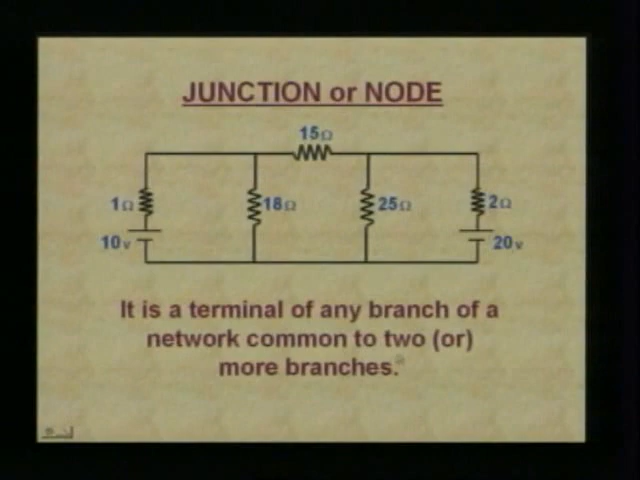 JUNCTION or NODE
15Ω
1Ω
18Ω
25Ω
2Ω
10v
20v
It is a terminal of any branch of a
network common to two (or)
more branches.